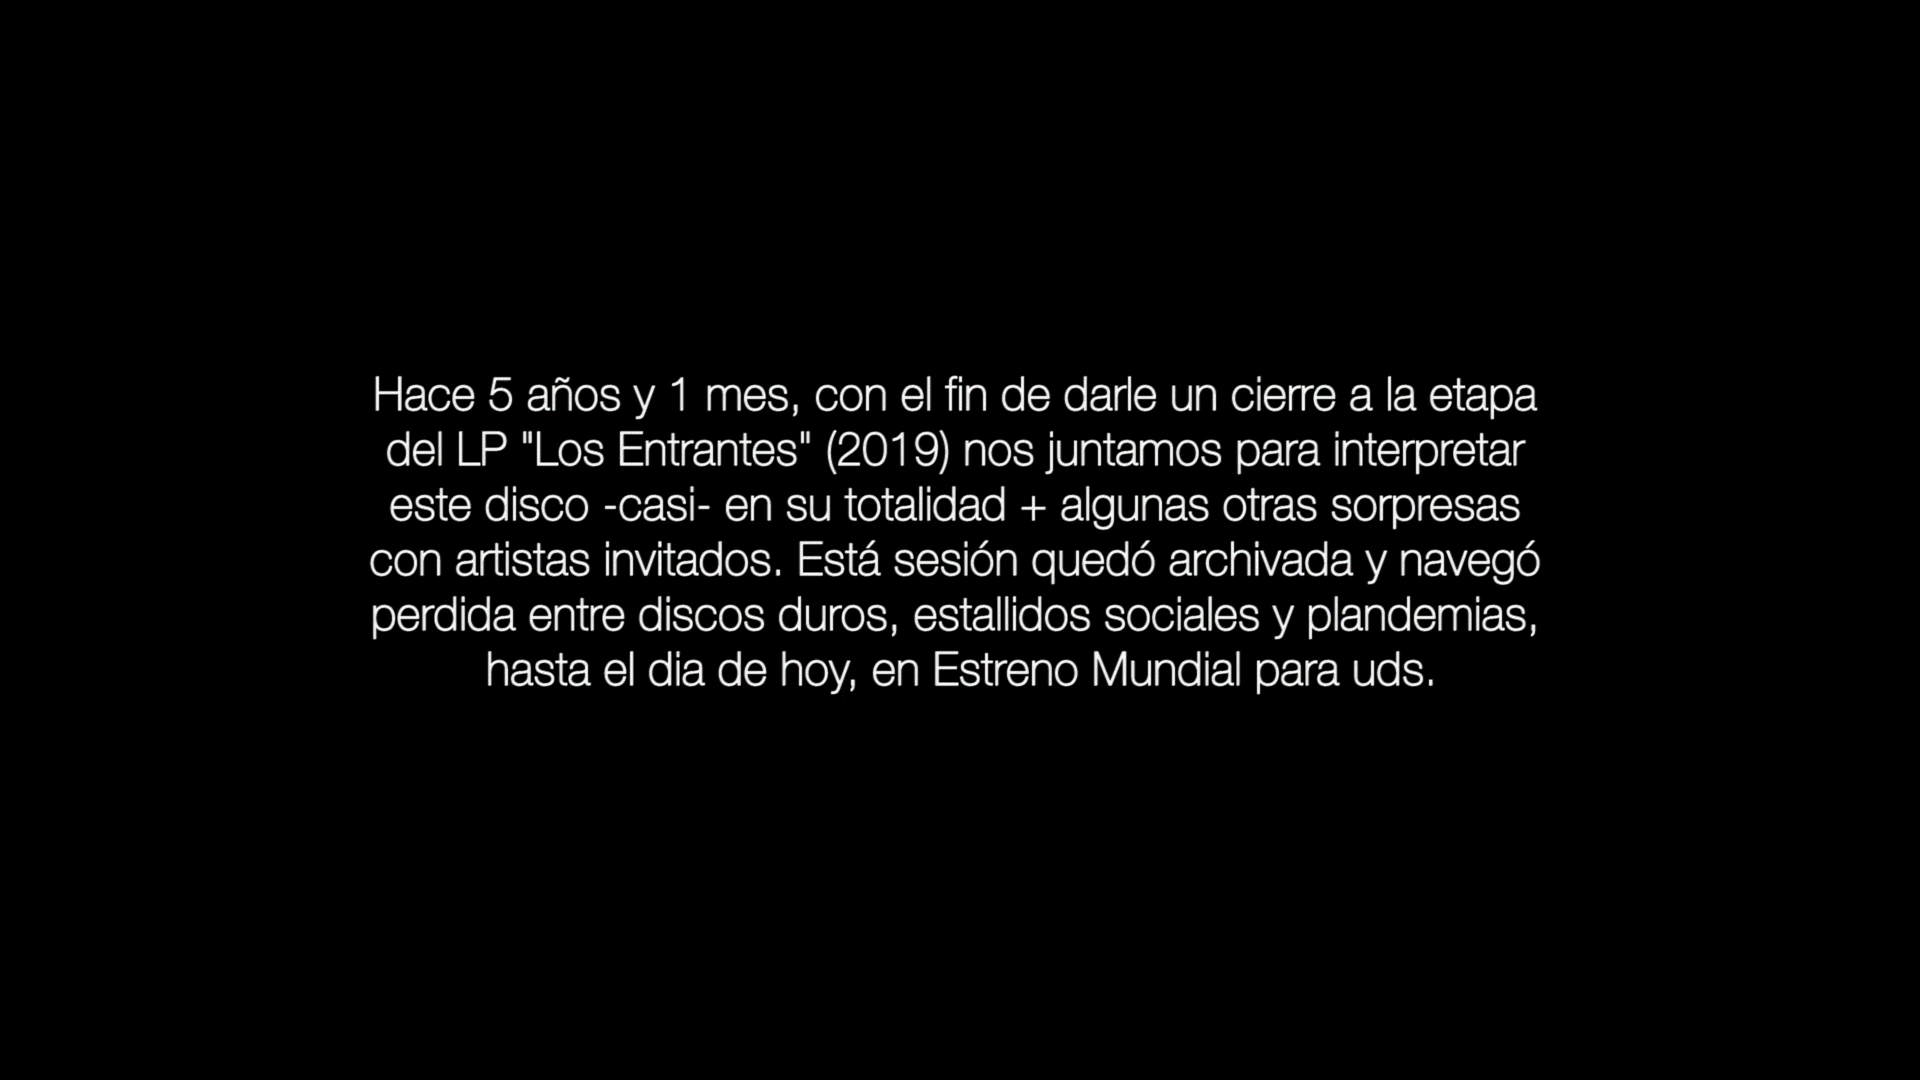 Hace 5 años y 1 mes, con el fin de darle un cierre a la etapa
del LP "Los Entrantes" (2019) nos juntamos para interpretar
este disco -casi- en su totalidad + algunas otras sorpresas
con artistas invitados. Está sesión quedó archivada y navegó
perdida entre discos duros, estallidos sociales y plandemias,
hasta el dia de hoy, en Estreno Mundial para uds.